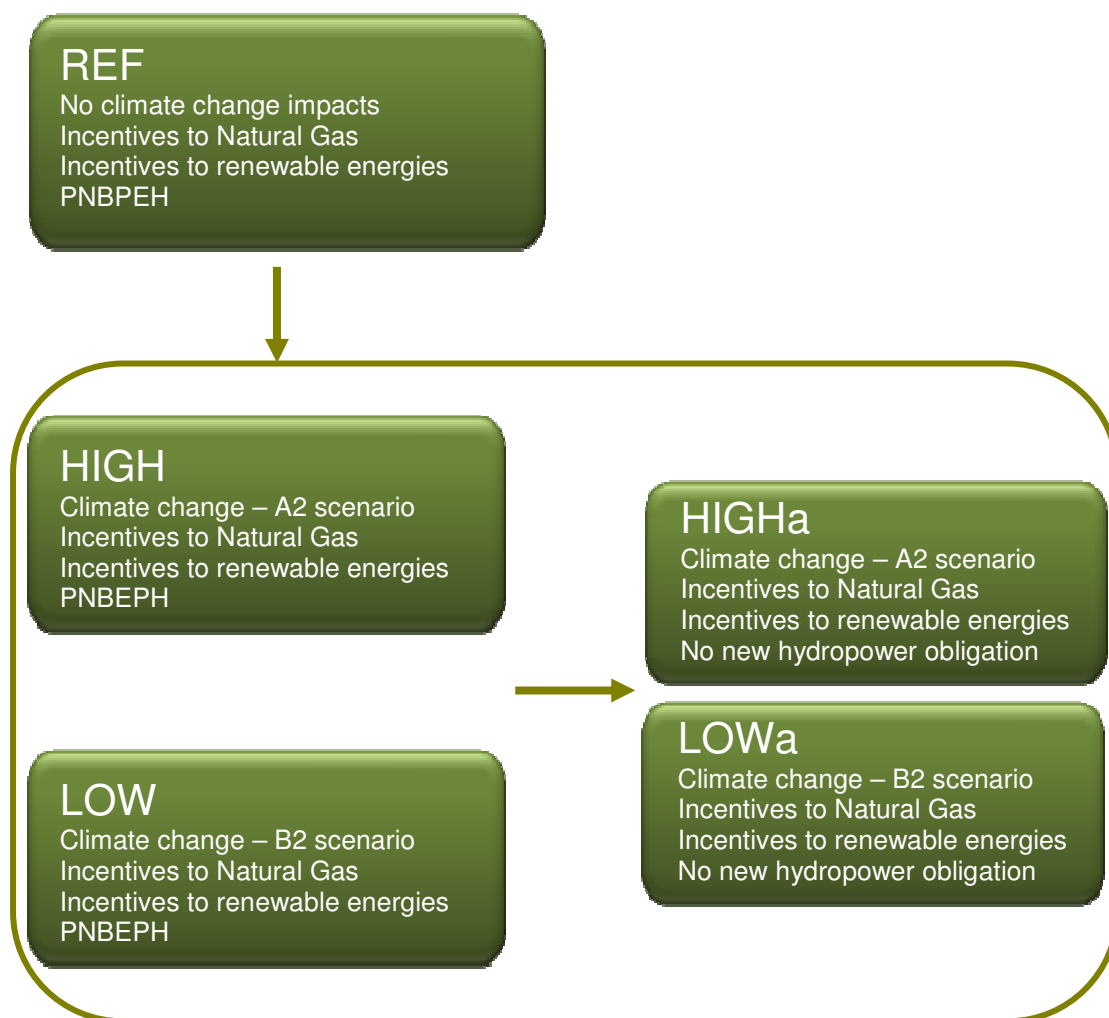 REF
No climate change impacts
Incentives to Natural Gas
Incentives to renewable energies
PNBPEH
HIGH
Climate change – A2 scenario
Incentives to Natural Gas
Incentives to renewable energies
PNBEPH
LOW
Climate change – B2 scenario
Incentives to Natural Gas
Incentives to renewable energies
PNBEPH
HIGHa
Climate change – A2 scenario
Incentives to Natural Gas
Incentives to renewable energies
No new hydropower obligation
LOWa
Climate change – B2 scenario
Incentives to Natural Gas
Incentives to renewable energies
No new hydropower obligation